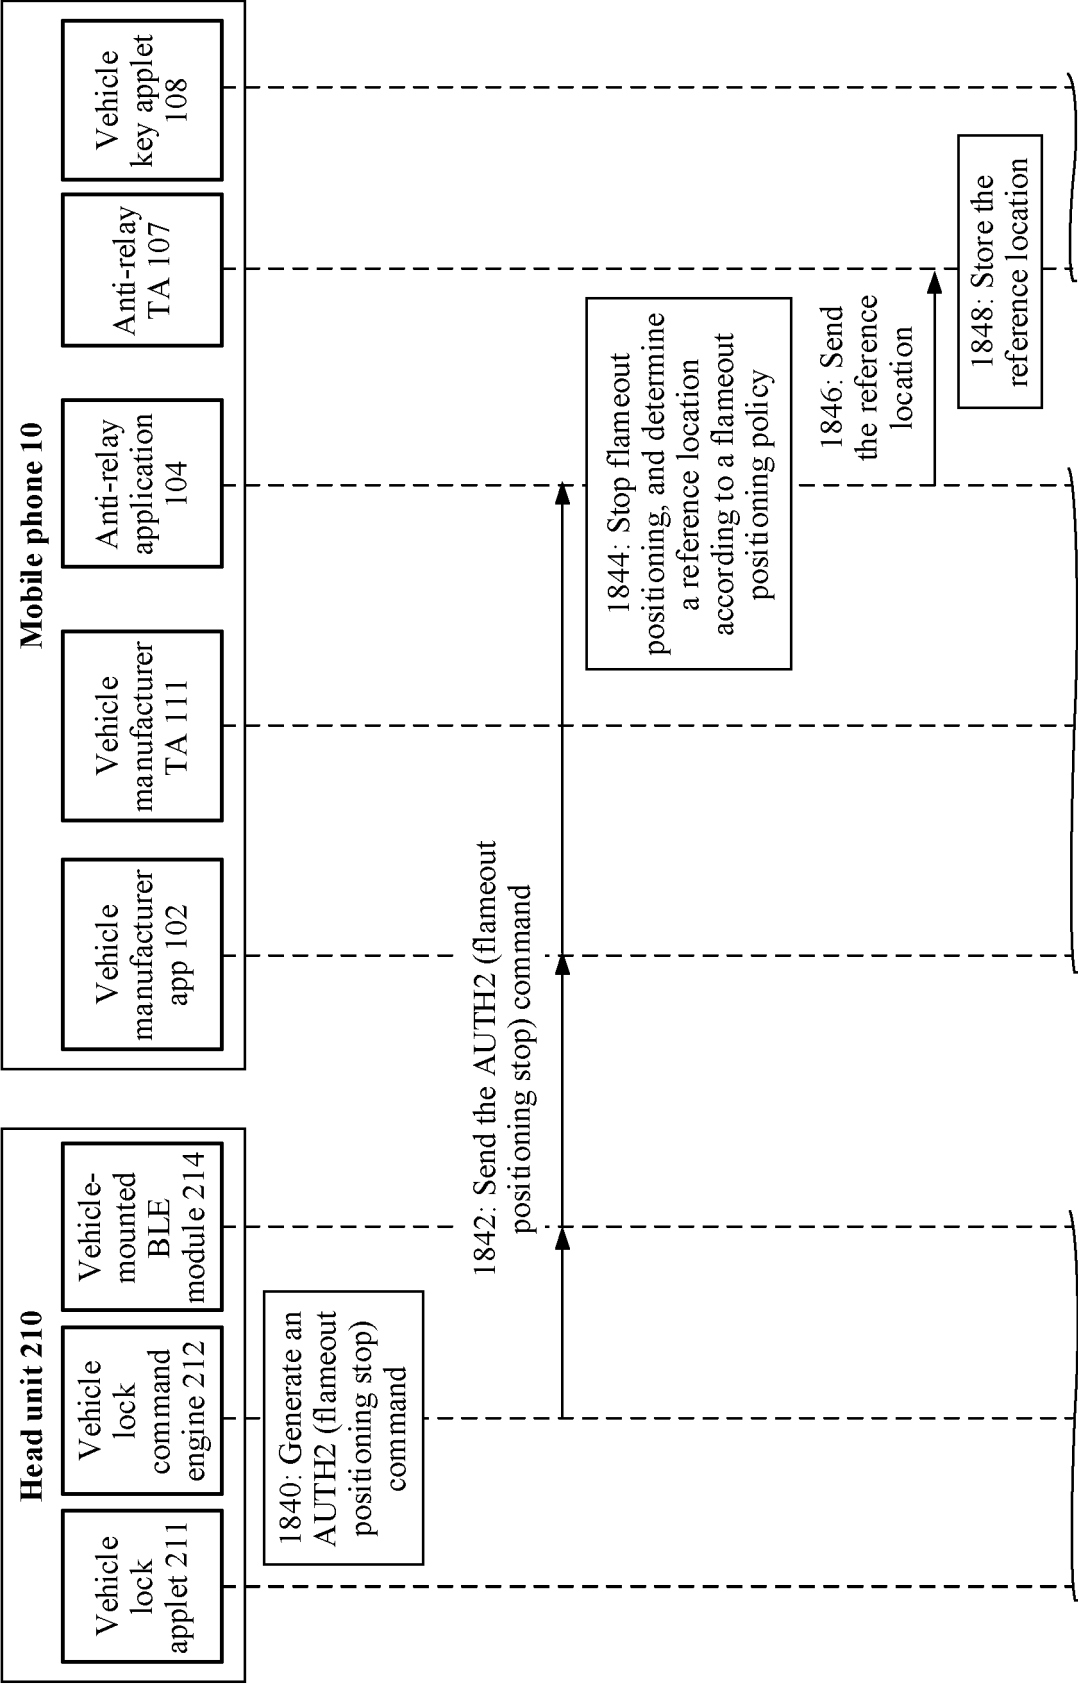 Head unit 210
Mobile phone 10
Vehicle
lock
applet 211
Vehicle
lock
command
engine 212
Vehicle-
mounted
BLE
module 214
Vehicle
manufacturer
app 102
Vehicle
manufacturer
TA 111
Anti-relay
application
104
Anti-relay
TA 107
Vehicle
key applet
108
1840: Generate an
AUTH2 (flameout
positioning stop)
command
1842: Send the AUTH2 (flameout
positioning stop) command
1844: Stop flameout
positioning, and determine
a reference location
according to a flameout
positioning policy
1846: Send
the reference
location
1848: Store the
reference location